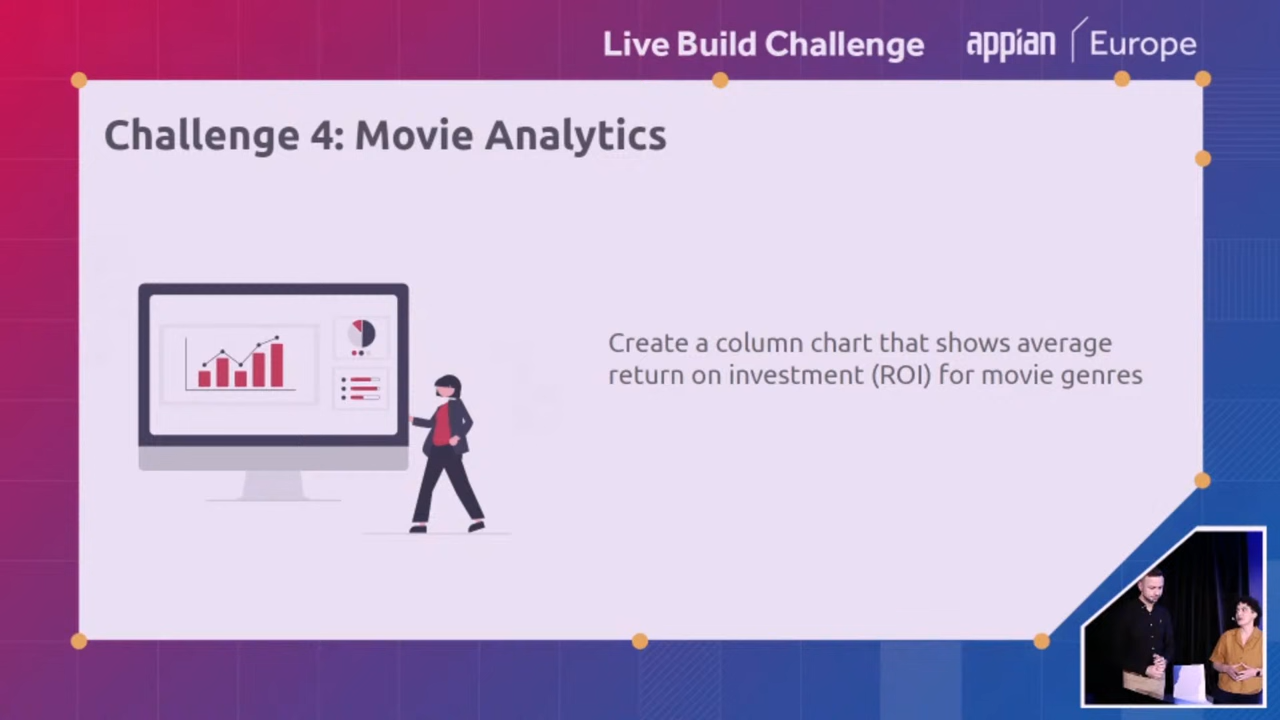 Live Build Challenge appian Europe
Challenge 4: Movie Analytics
Create a column chart that shows average
return on investment (ROI) for movie genres